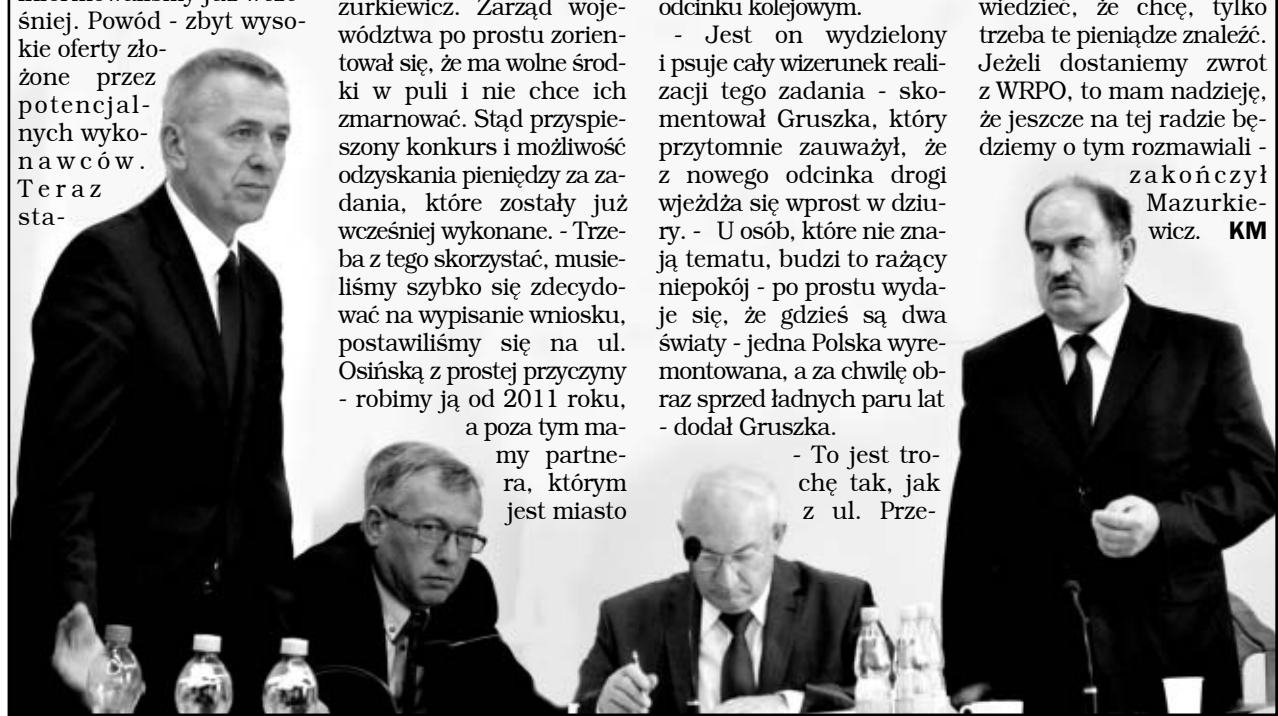 śniej. Powód - zbyt wyso-
kie oferty zło-
żone przez
potencjal-
nych wyko-
nawców.
Teraz
sta-
zurkiewicz. Zarząd woje-
wództwa po prostu zorien-
tował się, że ma wolne środ-
ki w puli i nie chce ich
zmarnować. Stąd przyspie-
szony konkurs i możliwość
odzyskania pieniędzy za za-
dania, które zostały już
wcześniej wykonane. - Trze-
ba z tego skorzystać, musie-
liśmy szybko się zdecydo-
wać na wypisanie wniosku,
postawiliśmy się na ul.
Osińską z prostej przyczyny
- robimy ją od 2011 roku,
a poza tym ma-
my partne-
ra, którym
jest miasto
odcinku kolejowym.
- Jest on wydzielony
i psuje cały wizerunek reali-
zacji tego zadania - sko-
mentował Gruszka, który
przytomnie zauważył, że
z nowego odcinka drogi
wjeżdża się wprost w dziu-
ry. - U osób, które nie zna-
ją tematu, budzi to rażący
niepokój - po prostu wyda-
je się, że gdzieś są dwa
światy - jedna Polska wyre-
montowana, a za chwilę ob-
raz sprzed ładnych paru lat
- dodał Gruszka.
- To jest tro-
chę tak, jak
z ul. Prze-
wiedzieć, że chcę, tylko
trzeba te pieniądze znaleźć.
Jeżeli dostaniemy zwrot
z WRPO, to mam nadzieję,
że jeszcze na tej radzie bę-
dziemy o tym rozmawiali -
zakończył
Mazurkie-
wicz. KM